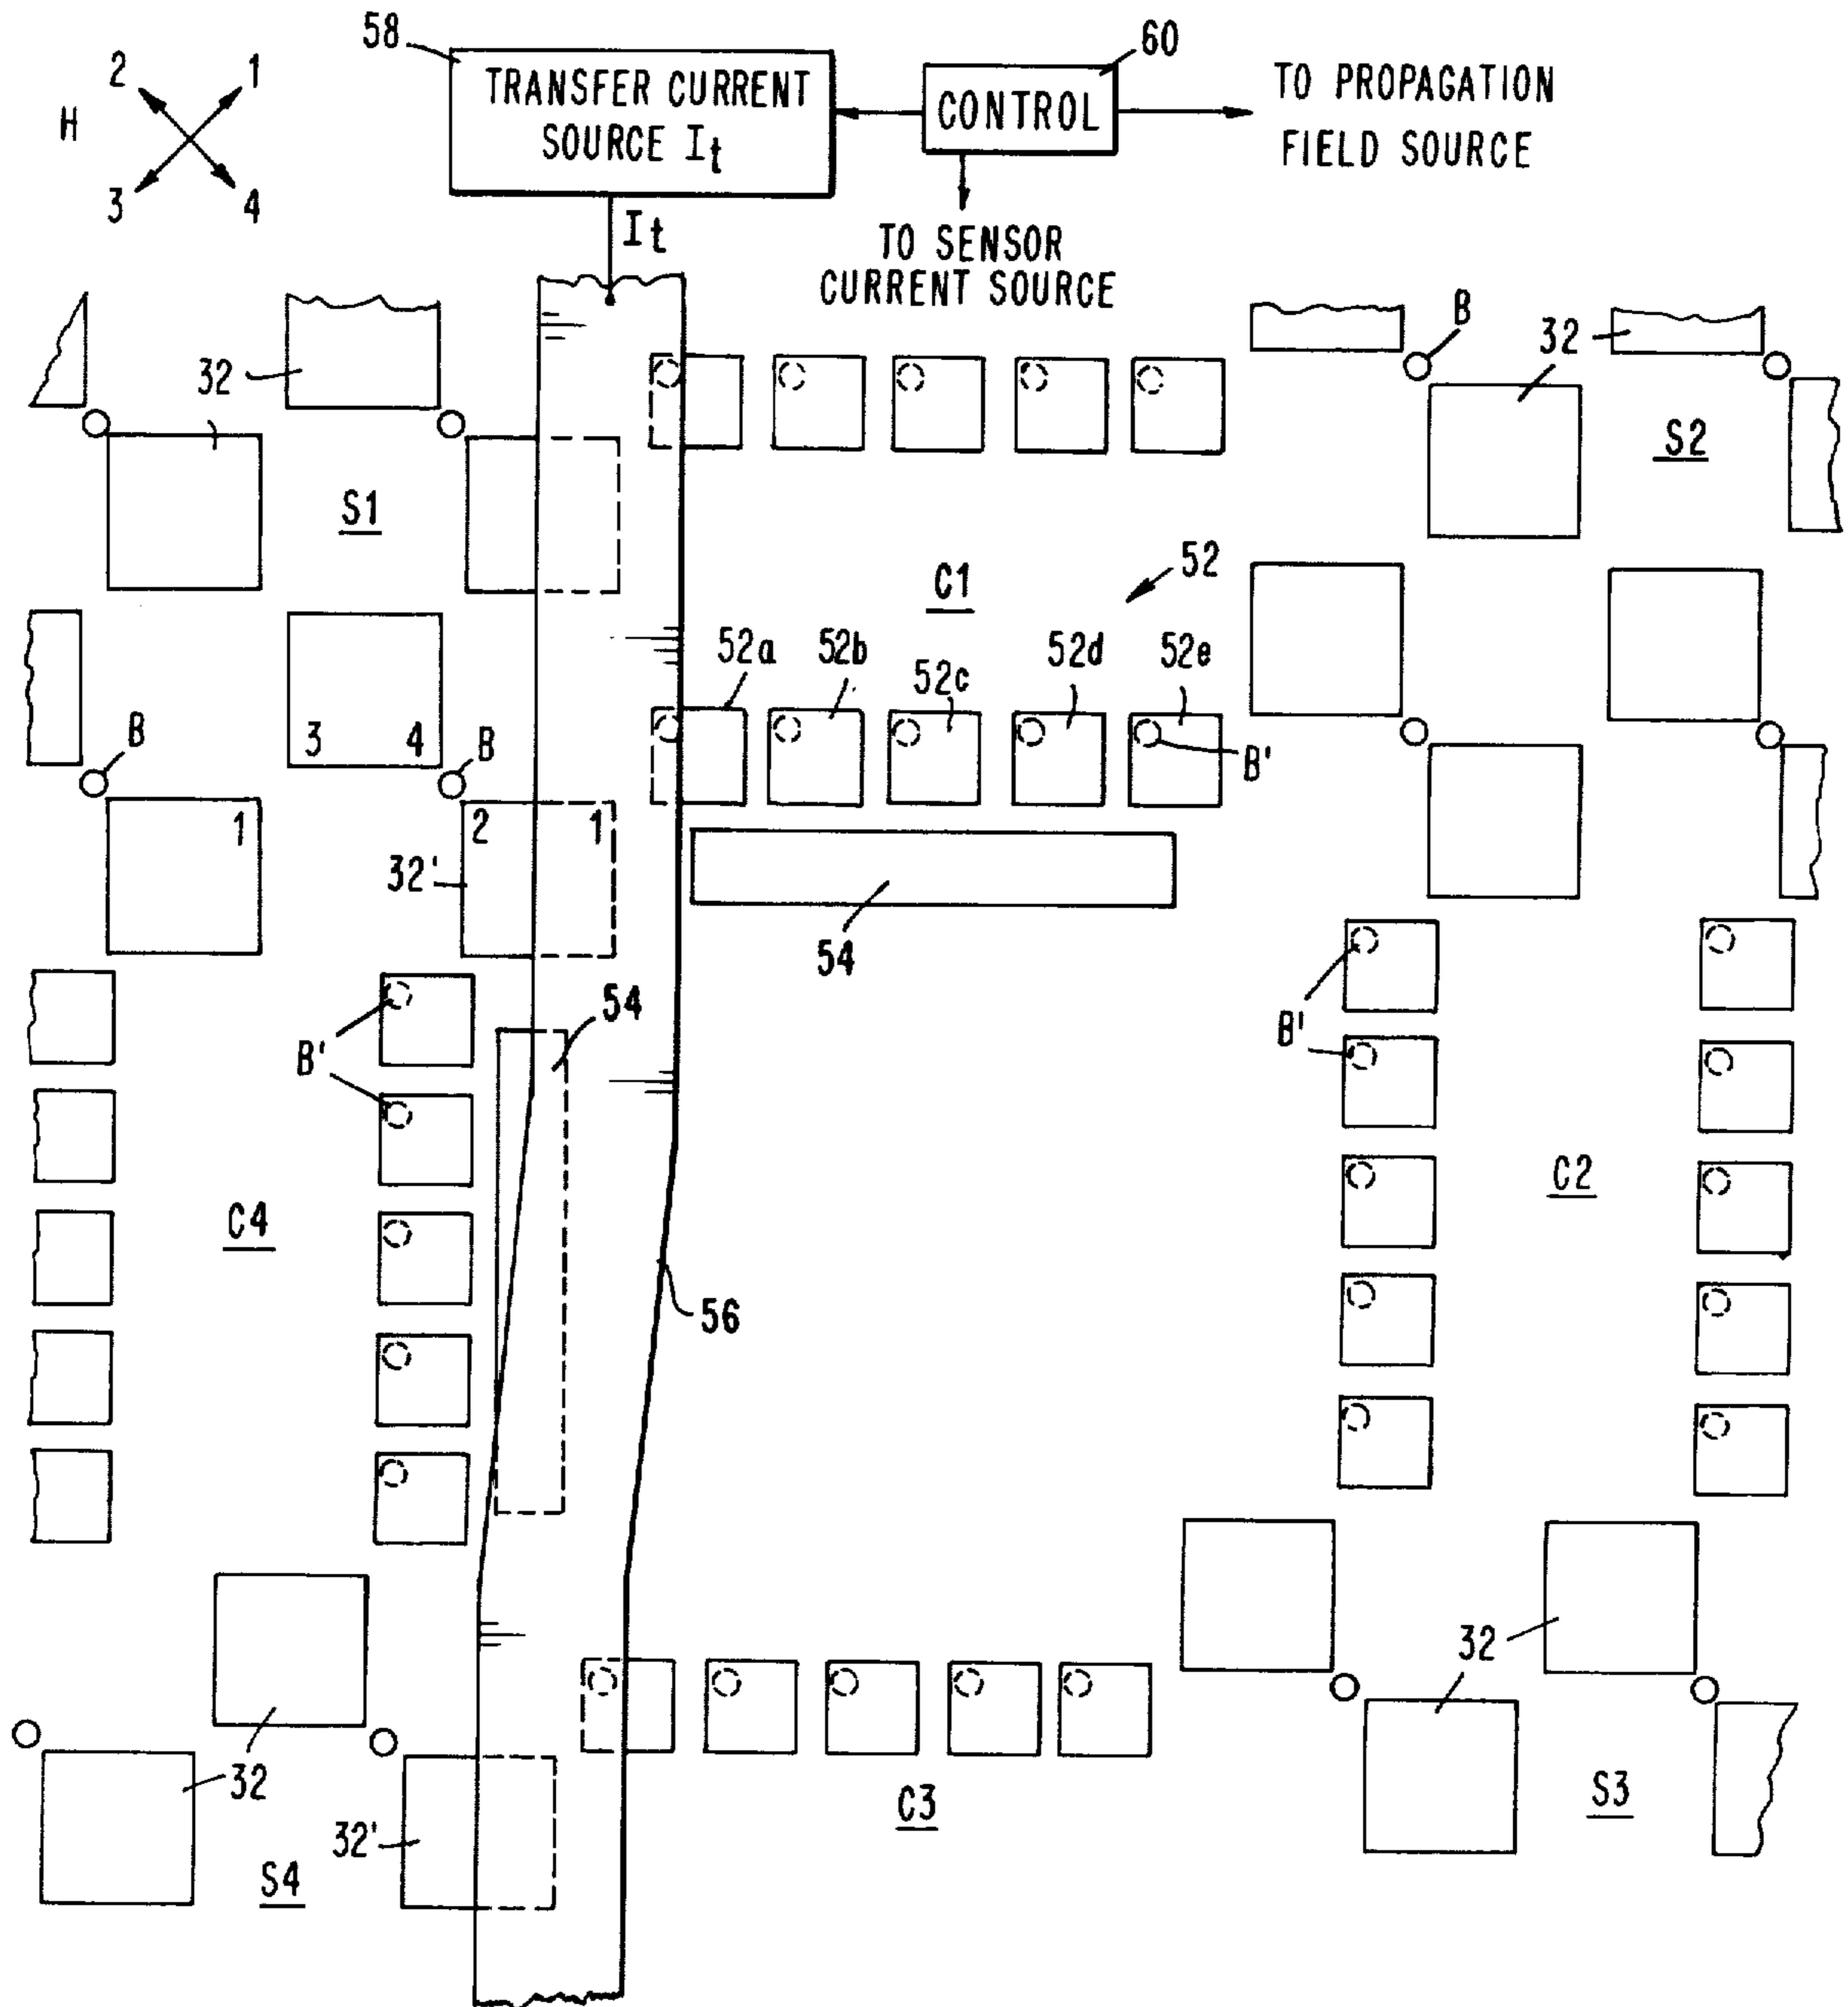 58
60
2
1
H
3
4
TRANSFER CURRENT
SOURCE It
CONTROL
TO PROPAGATION
FIELD SOURCE
It
TO SENSOR
CURRENT SOURCE
32
32
B
32
S1
S2
C1
52
52a
52b
52c
52d
52e
B
3
4
B
B'
1
2
1
32'
54
54
B'
B'
C4
C2
56
32
32
32
32'
C3
S3
S4